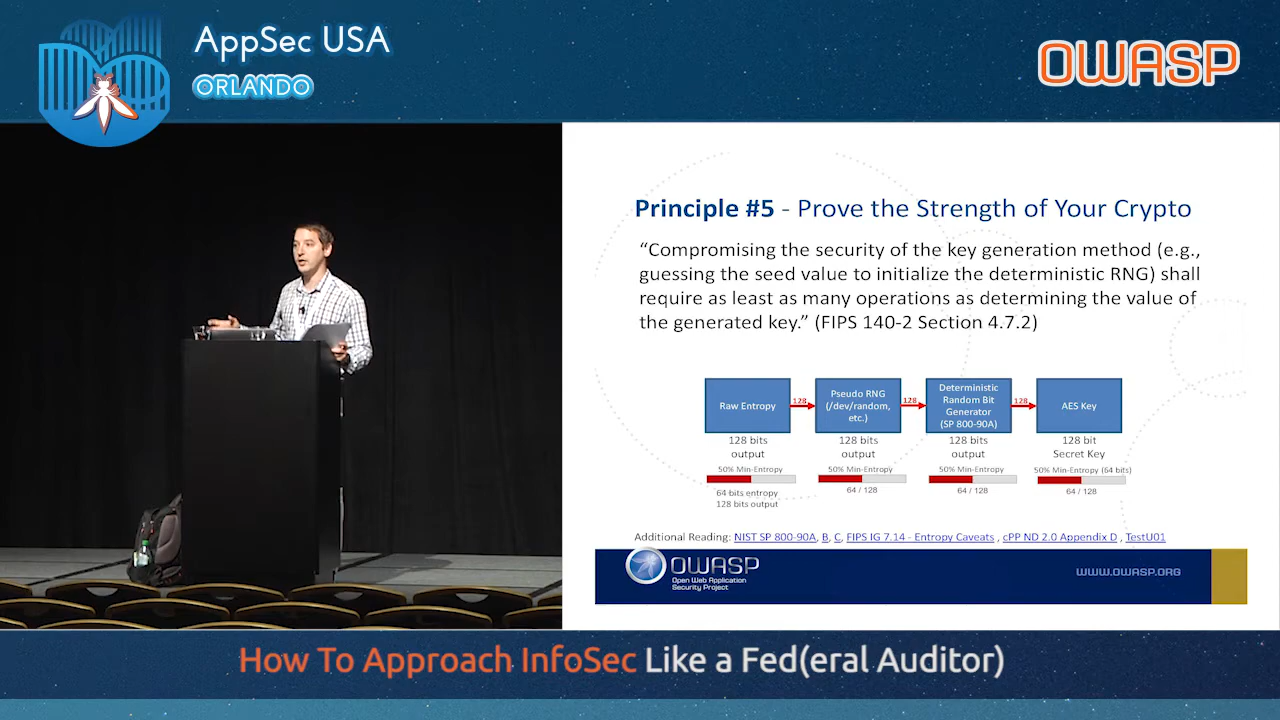 AppSec USA
ORLANDO
OWASP
Principle #5 - Prove the Strength of Your Crypto
“Compromising the security of the key generation method (e.g.,
guessing the seed value to initialize the deterministic RNG) shall
require as least as many operations as determining the value of
the generated key.” (FIPS 140-2 Section 4.7.2)
Raw Entropy
128
Pseudo RNG
(/dev/random,
etc.)
128
Deterministic
Random Bit
Generator
(SP 800-90A)
128
AES Key
128 bits
output
128 bits
output
128 bits
output
128 bit
Secret Key
50% Min-Entropy
50% Min-Entropy
50% Min-Entropy
50% Min-Entropy (64 bits)
64 bits entropy
128 bits output
64 / 128
64 / 128
64 / 128
Additional Reading: NIST SP 800-90A, B, C, FIPS IG 7.14 - Entropy Caveats , cPP ND 2.0 Appendix D , TestU01
OWASP
Open Web Application
Security Project
WWW.OWASP.ORG
How To Approach InfoSec Like a Fed(eral Auditor)